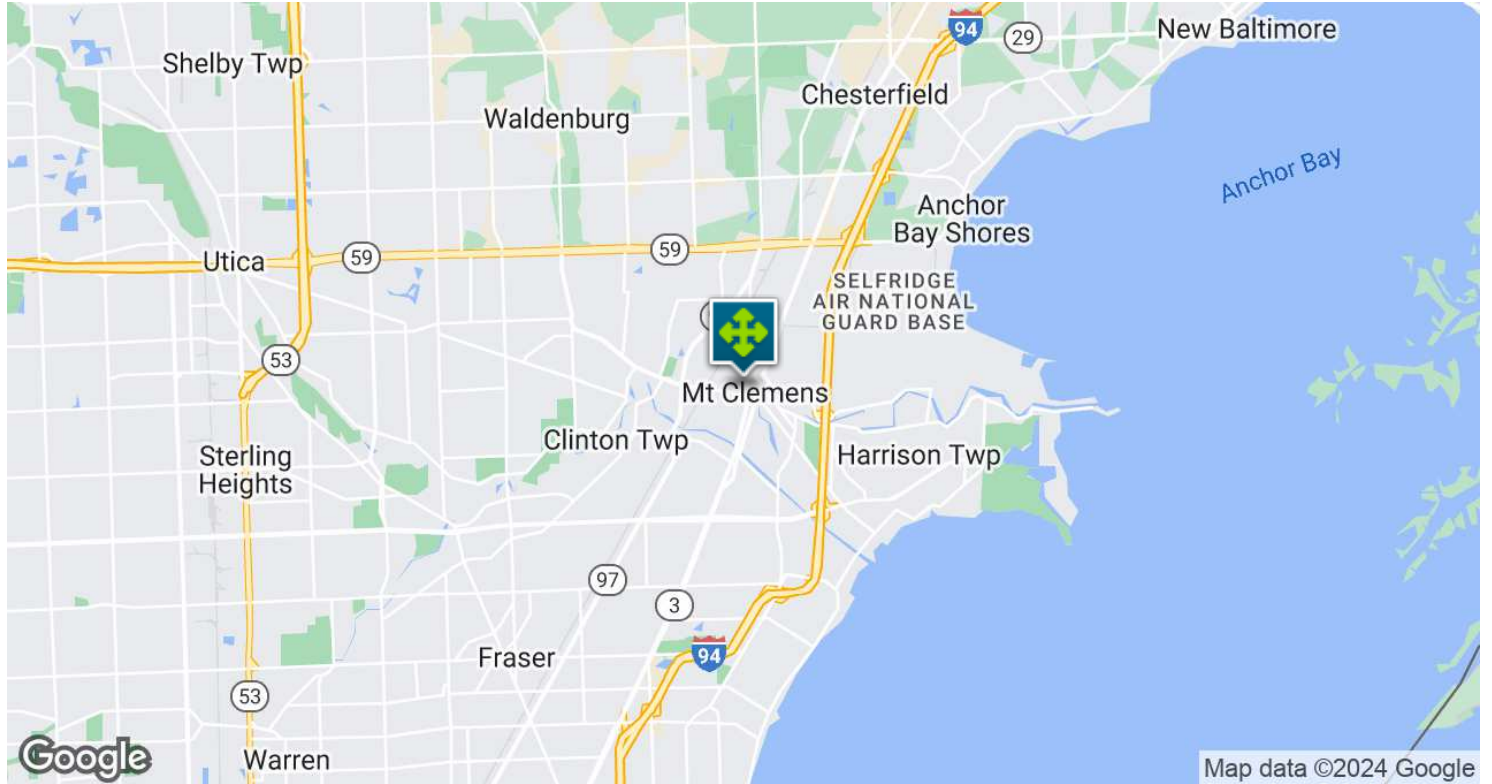 94
29
New Baltimore
Shelby Twp
Chesterfield
Waldenburg
Anchor Bay
Anchor
Bay Shores
59
59
Utica
SELFRIDGE
AIR NATIONAL
GUARD BASE
53
Mt Clemens
Clinton Twp
Harrison Twp
Sterling
Heights
97
3
94
Fraser
53
Warren
Google
Map data ©2024 Google